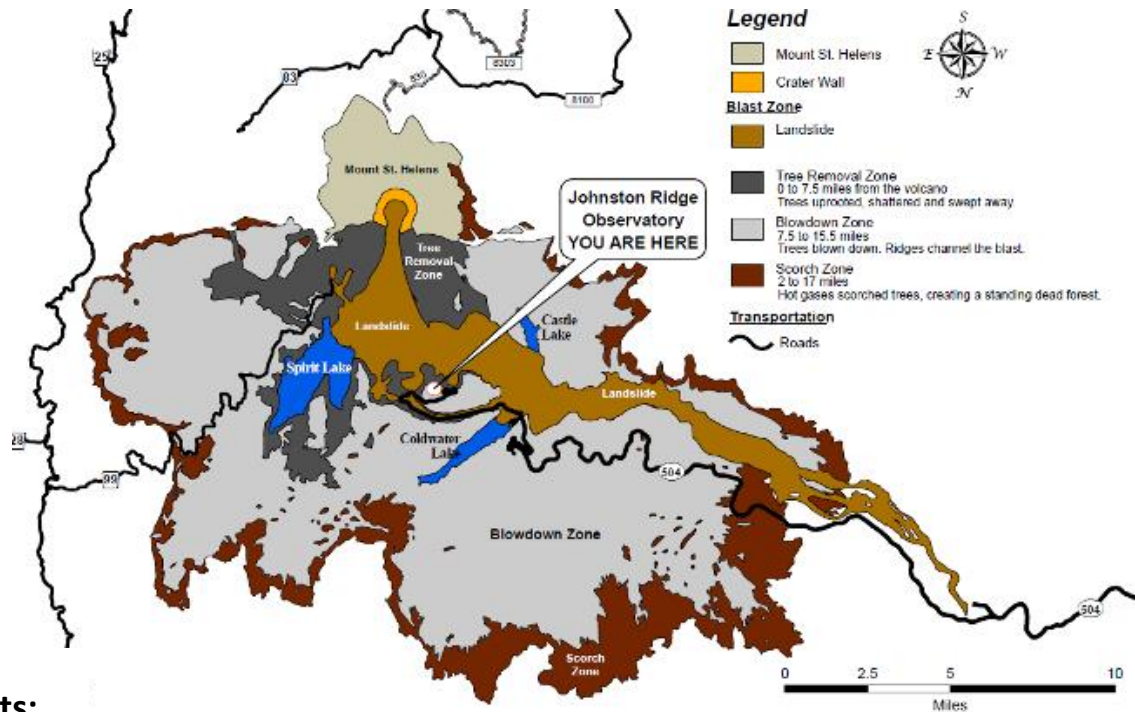 Legend
S
E
W
N
Mount St. Helens
Crater Wall
Blast Zone
Landslide
Tree Removal Zone
0 to 7.5 miles from the volcano
Trees uprooted, shattered and swept away.
Blowdown Zone
7.5 to 15.5 miles
Trees blown down. Ridges channel the blast.
Scorch Zone
2 to 17 miles
Hot gases scorched trees, creating a standing dead forest.
Transportation
Roads
25
83
830
8303
8100
Mount St. Helens
Johnston Ridge
Observatory
YOU ARE HERE
Tree
Removal
Zone
Landslide
Castle
Lake
Spirit Lake
Landslide
Coldwater
Lake
28
99
504
Blowdown Zone
504
Scorch
Zone
0
2.5
5
10
Miles
ts: